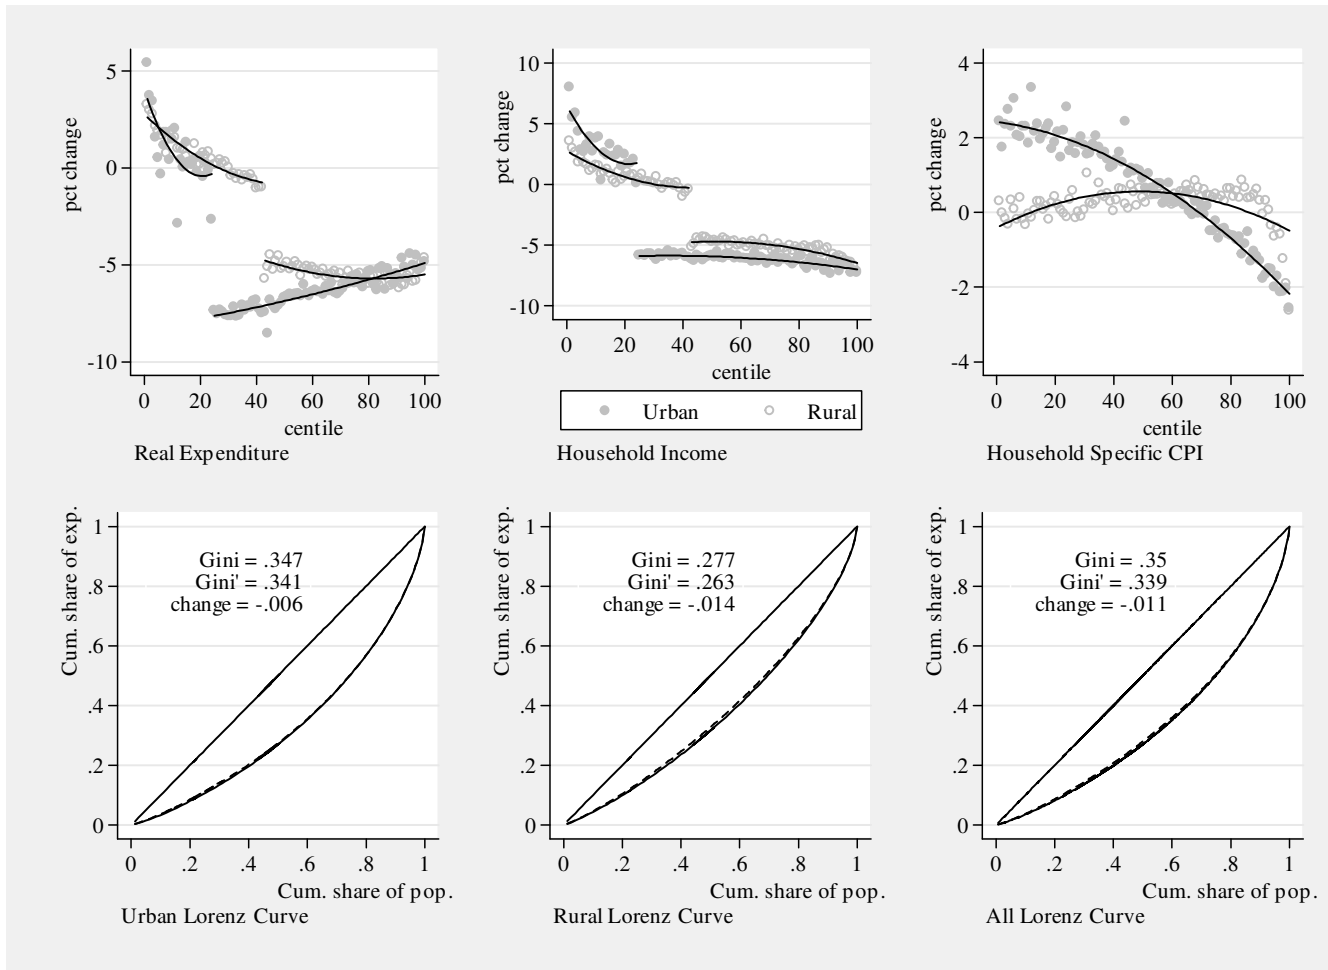 5
0
-5
-10
pct change
0 20 40 60 80 100
centile
Real Expenditure
10
5
0
-5
-10
pct change
0 20 40 60 80 100
centile
Urban Rural
Household Income
4
2
0
-2
-4
pct change
0 20 40 60 80 100
centile
Household Specific CPI
1
.8
.6
.4
.2
0
Cum. share of exp.
Gini = .347
Gini' = .341
change = -.006
0 .2 .4 .6 .8 1
Cum. share of pop.
Urban Lorenz Curve
1
.8
.6
.4
.2
0
Cum. share of exp.
Gini = .277
Gini' = .263
change = -.014
0 .2 .4 .6 .8 1
Cum. share of pop.
Rural Lorenz Curve
1
.8
.6
.4
.2
0
Cum. share of exp.
Gini = .35
Gini' = .339
change = -.011
0 .2 .4 .6 .8 1
Cum. share of pop.
All Lorenz Curve